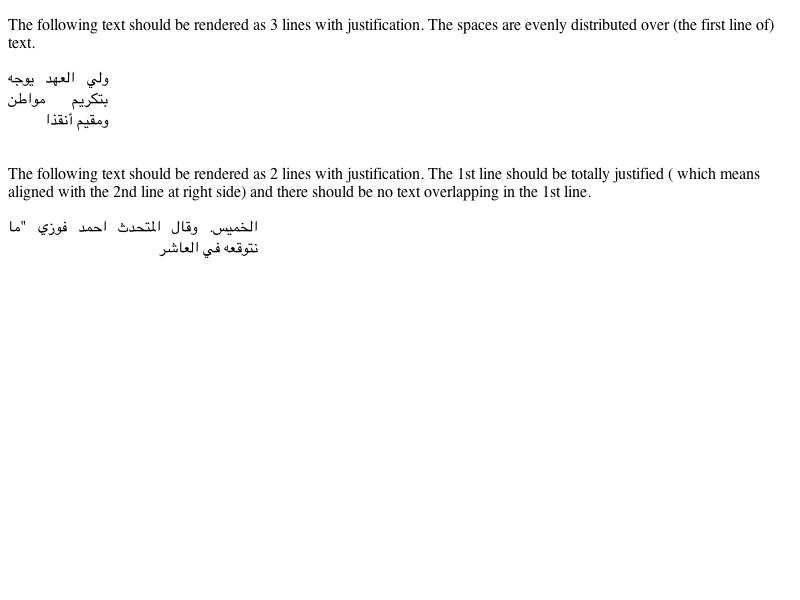 The following text should be rendered as 3 lines with justification. The spaces are evenly distributed over (the first line of)
text.
ولي العهد يوجه
بتكريم مواطن
ومقيم أنقذا
The following text should be rendered as 2 lines with justification. The 1st line should be totally justified ( which means
aligned with the 2nd line at right side) and there should be no text overlapping in the 1st line.
الخميس. وقال المتحدث احمد فوزي "ما
نتوقعه في العاشر